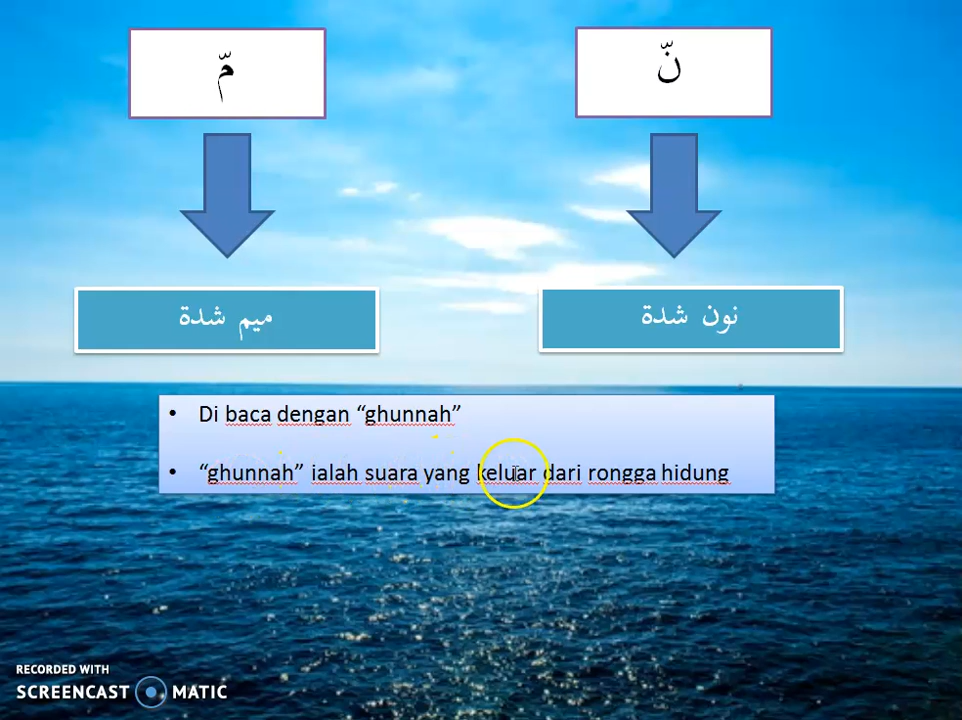 مّ
نّ
ميم شدة
نون شدة
• Di baca dengan “ghunnah”
• “ghunnah” ialah suara yang keluar dari rongga hidung
RECORDED WITH
SCREENCAST MATIC